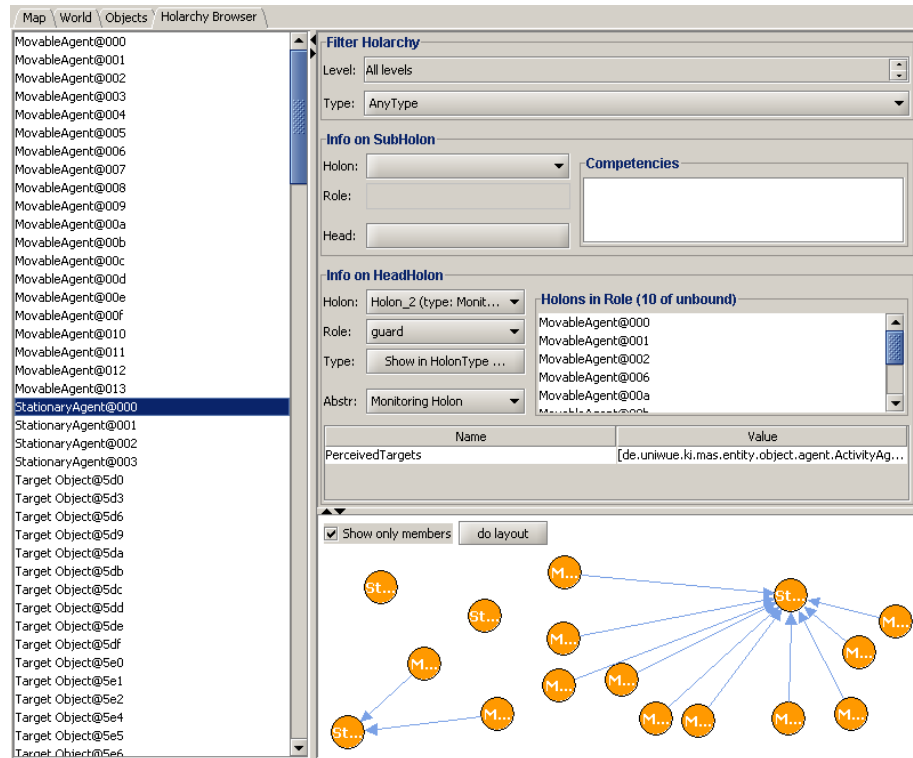 Map World Objects Holarchy Browser
MovableAgent@000
MovableAgent@001
MovableAgent@002
MovableAgent@003
MovableAgent@004
MovableAgent@005
MovableAgent@006
MovableAgent@007
MovableAgent@008
MovableAgent@009
MovableAgent@00a
MovableAgent@00b
MovableAgent@00c
MovableAgent@00d
MovableAgent@00e
MovableAgent@00f
MovableAgent@010
MovableAgent@011
MovableAgent@012
MovableAgent@013
StationaryAgent@000
StationaryAgent@001
StationaryAgent@002
StationaryAgent@003
Target Object@5d0
Target Object@5d3
Target Object@5d6
Target Object@5d9
Target Object@5da
Target Object@5db
Target Object@5dc
Target Object@5dd
Target Object@5de
Target Object@5df
Target Object@5e0
Target Object@5e1
Target Object@5e2
Target Object@5e4
Target Object@5e5
Target Object@5e6
Filter Holarchy
Level: All levels
Type: AnyType
Info on SubHolon
Holon:
Role:
Head:
Competencies
Info on HeadHolon
Holon: Holon_2 (type: Monit...
Role: guard
Type: Show in HolonType ...
Abstr: Monitoring Holon
Holons in Role (10 of unbound)
MovableAgent@000
MovableAgent@001
MovableAgent@002
MovableAgent@006
MovableAgent@00a
MovableAgent@00b
Name Value
PerceivedTargets [de.uniwue.ki.mas.entity.object.agent.ActivityAg...
Show only members do layout
M...
St...
St...
St...
M...
St...
M...
M...
M...
M...
M...
M...
M...
M...
M...
M...
M...